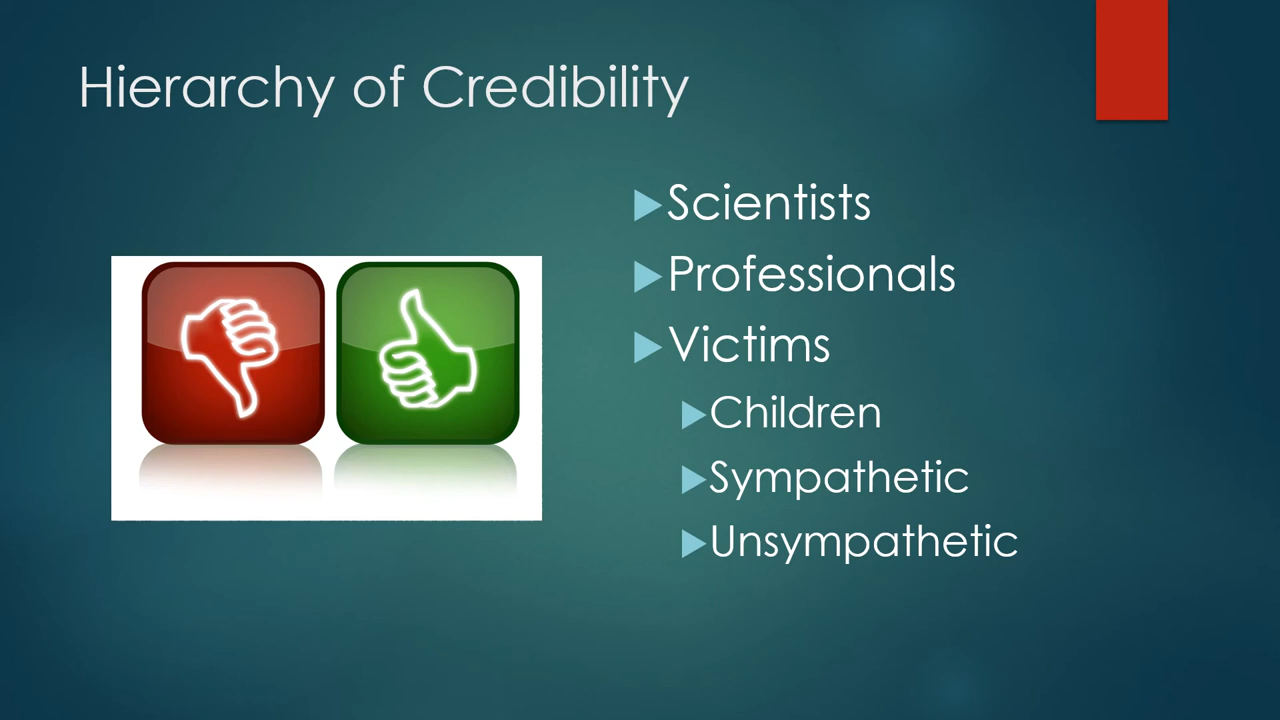 Hierarchy of Credibility
Scientists
Professionals
Victims
Children
Sympathetic
Unsympathetic